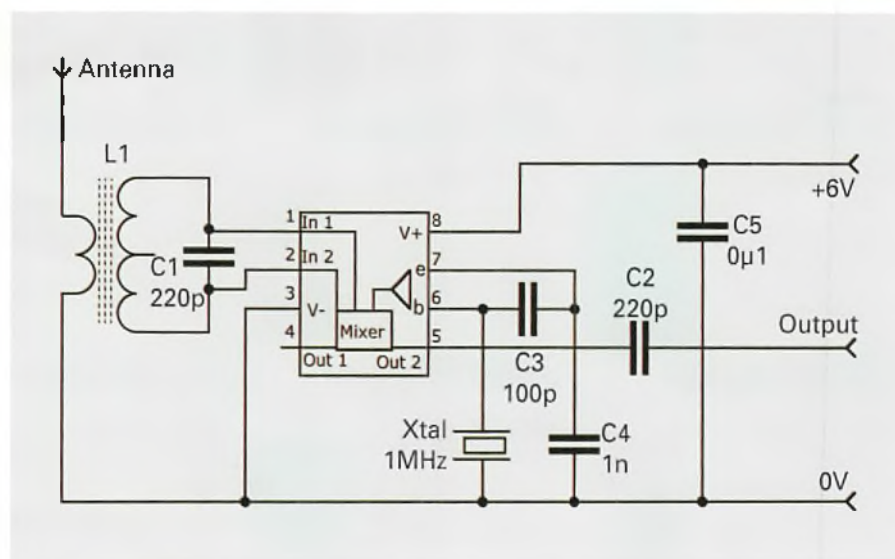 Antenna
L1
C1
220p
1
In 1
2
In 2
3
V-
4
Out 1
Mixer
8
V+
7
e
6
b
5
Out 2
C3
100p
Xtal
1MHz
C4
1n
C2
220p
C5
0µ1
+6V
Output
0V